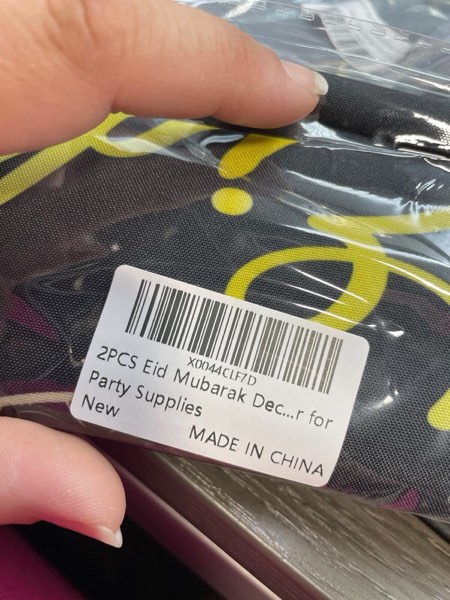 X0044CLF7D
2PCS Eid Mubarak Dec...r for
Party Supplies
New
MADE IN CHINA